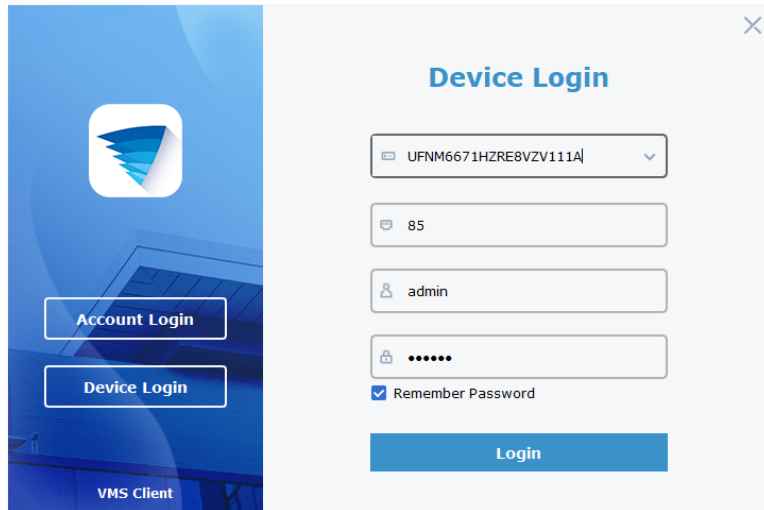 Device Login
UFNM6671HZRE8VZV111A
85
admin
••••••
Remember Password
Login
Account Login
Device Login
VMS Client